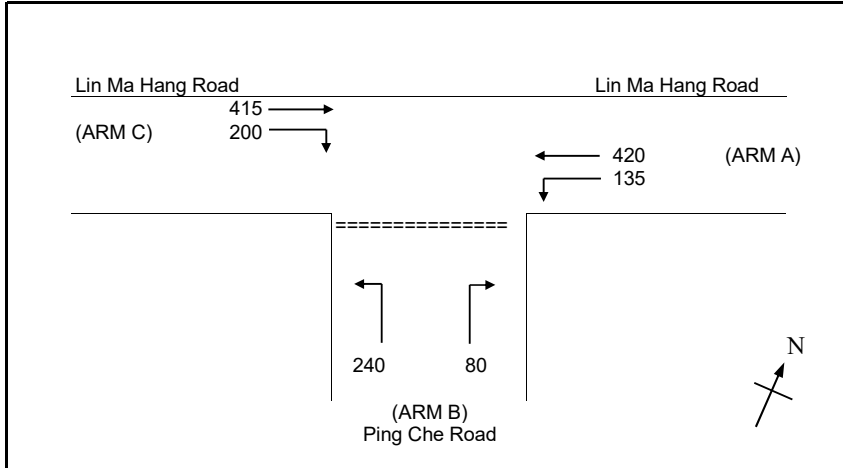 Lin Ma Hang Road
Lin Ma Hang Road
415
(ARM C)
200
420
(ARM A)
135
240
80
N
(ARM B)
Ping Che Road